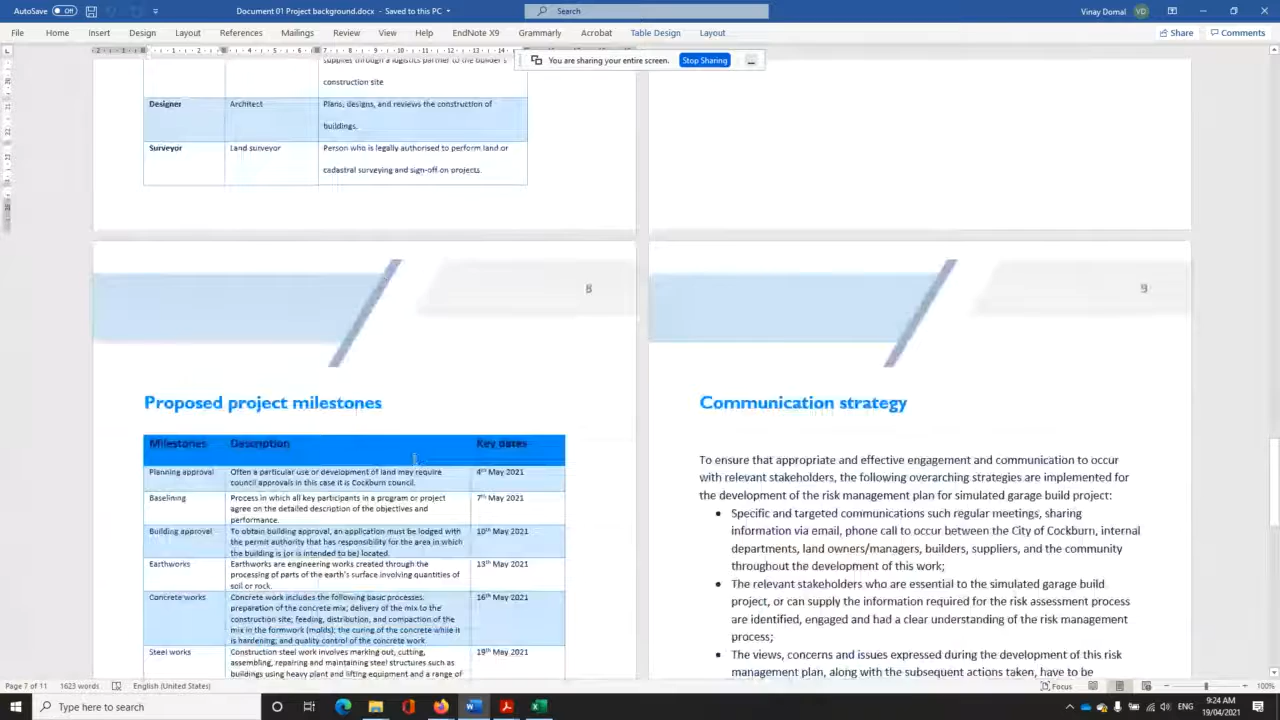 AutoSave Off Document 01 Project background.docx - Saved to this PC Search Vinay Domal VD
File Home Insert Draw Design Layout References Mailings Review View Help EndNote X9 Grammarly Acrobat Table Design Layout Share Comments
You are sharing your entire screen. Stop Sharing
supplies through a logistics partner to the builder's
construction site
Designer Architect Plans, designs, and reviews the construction of
buildings.
Surveyor Land surveyor Person who is legally authorised to perform land or
cadastral surveying and sign-off on projects.
8
Proposed project milestones
Milestones Description Key dates
Planning approval Often a particular use or development of land may require 4th May 2021
council approvals in this case it is Cockburn council.
Baselining Process in which all key participants in a program or project 7th May 2021
agree on the detailed description of the objectives and
performance.
Building approval To obtain building approval, an application must be lodged with 10th May 2021
the permit authority that has responsibility for the area in which
the building is (or is intended to be) located.
Earthworks Earthworks are engineering works created through the 13th May 2021
processing of parts of the earth's surface involving quantities of
soil or rock.
Concrete works Concrete work includes the following basic processes: 16th May 2021
preparation of the concrete mix; delivery of the mix to the
construction site; feeding, distribution, and compaction of the
mix in the formwork (molds); the curing of the concrete while it
is hardening; and quality control of the concrete work.
Steel works Construction steel work involves marking out, cutting, 19th May 2021
assembling, repairing and maintaining steel structures such as
buildings using heavy plant and lifting equipment and a range of
9
Communication strategy
To ensure that appropriate and effective engagement and communication to occur
with relevant stakeholders, the following overarching strategies are implemented for
the development of the risk management plan for simulated garage build project:
• Specific and targeted communications such regular meetings, sharing
information via email, phone call to occur between the City of Cockburn, internal
departments, land owners/managers, builders, suppliers, and the community
throughout the development of this work;
• The relevant stakeholders who are essential to the simulated garage build
project, or can supply the information required for the risk assessment process
are identified, engaged and had a clear understanding of the risk management
process;
• The views, concerns and issues expressed during the development of this risk
management plan, along with the subsequent actions taken, have to be
Page 7 of 11 1623 words English (United States) Focus 100%
Type here to search ENG 9:24 AM
19/04/2021